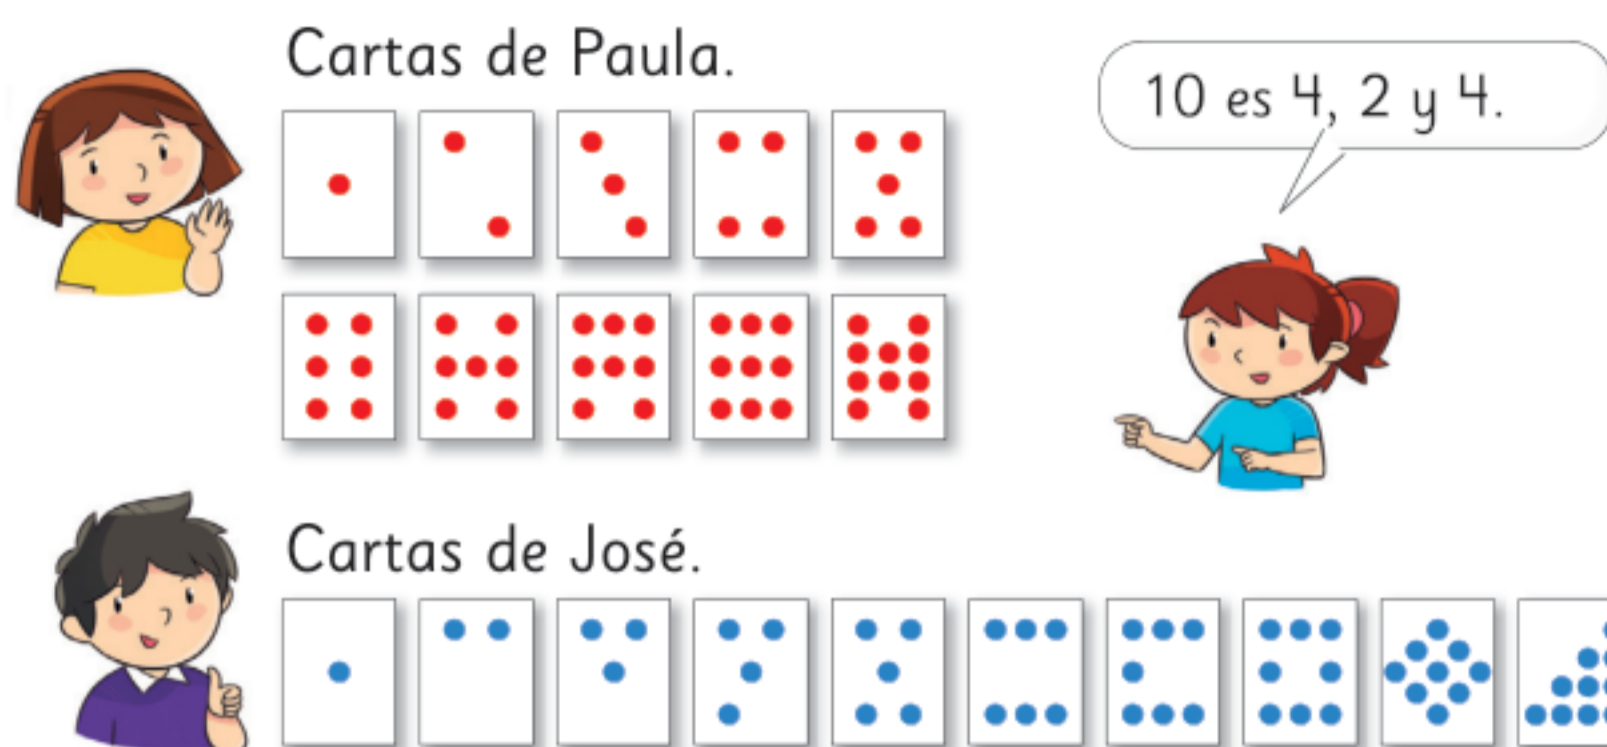 Cartas de Paula.
10 es 4, 2 y 4.
Cartas de José.